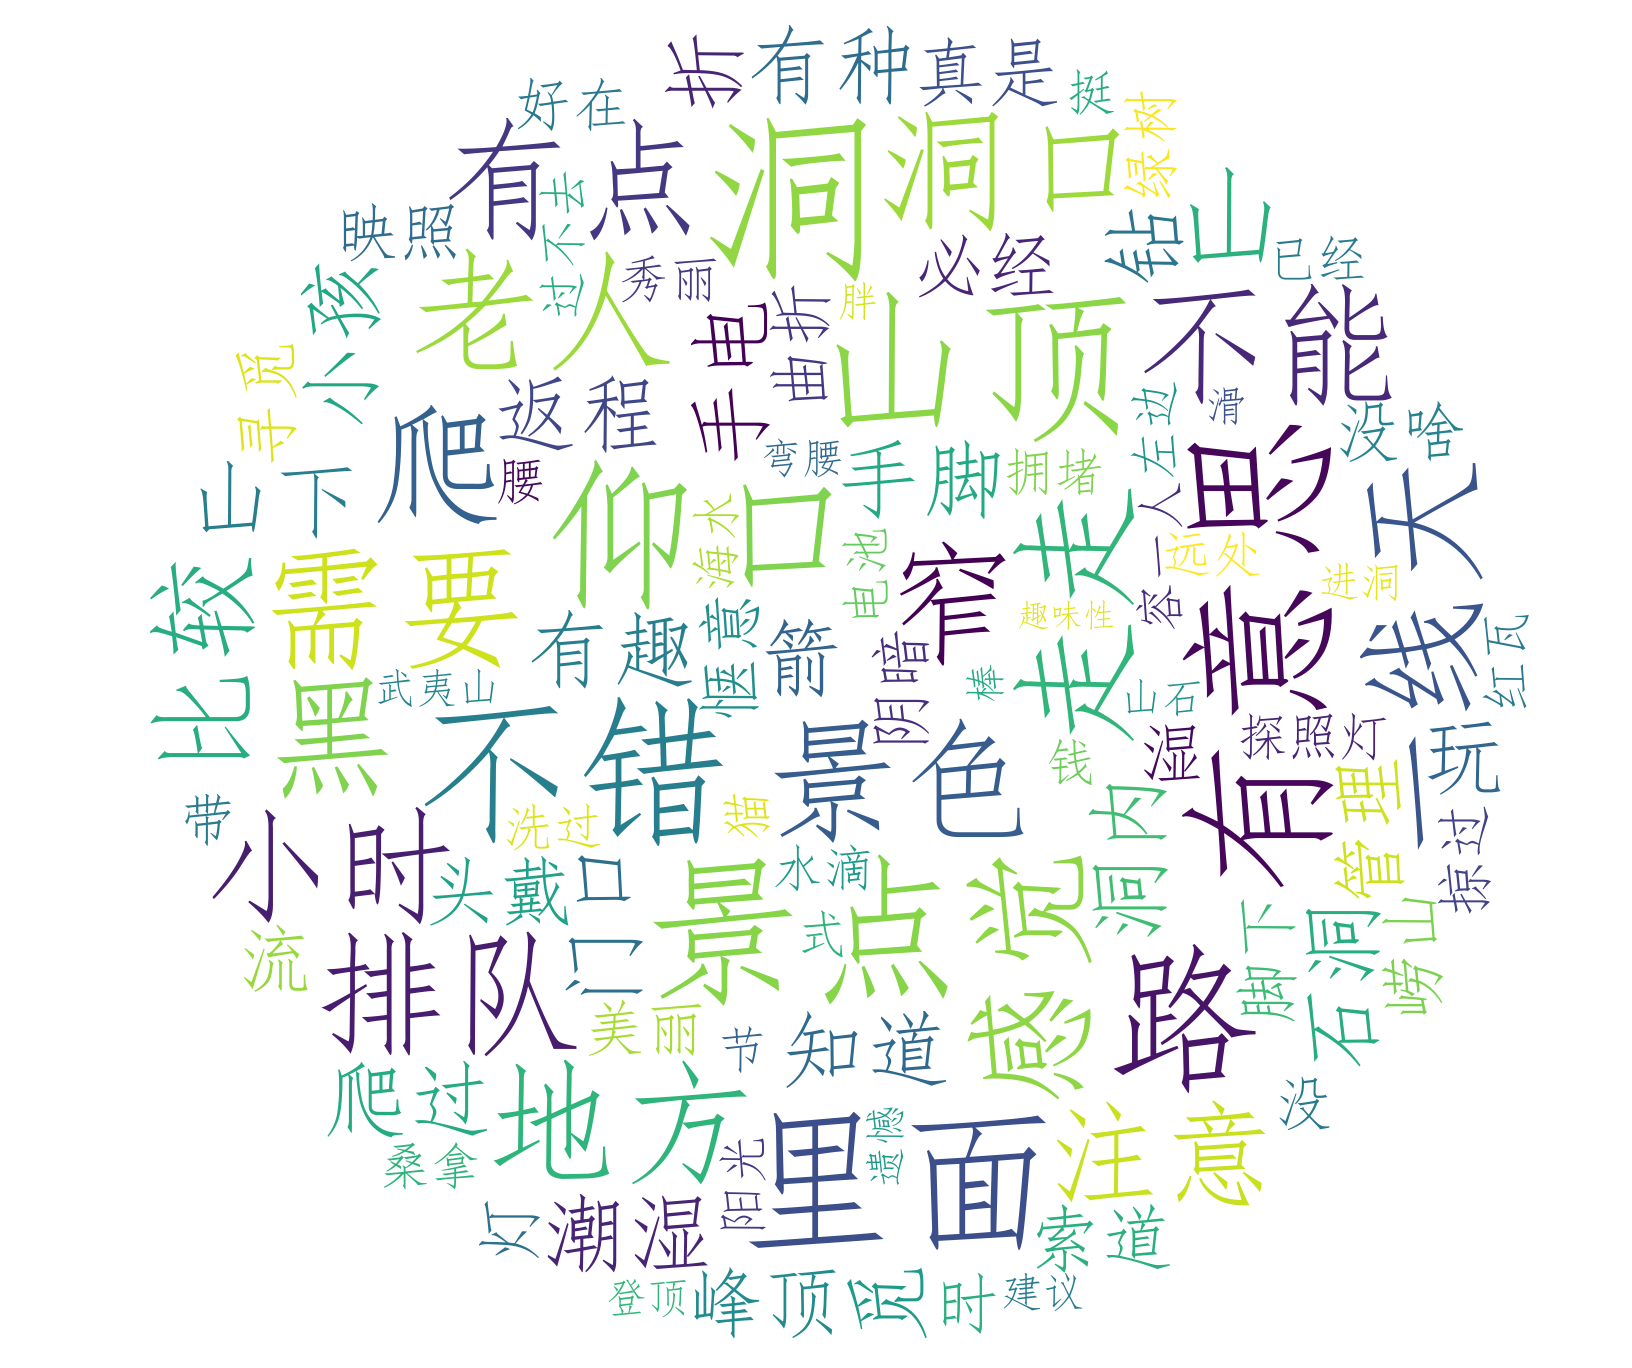 折
有种
真是
挺
好在
绿树
有点
洞
洞口
过不去
山
钻
映照
老人
秀丽
必经
已经
小孩
胖
手电
曲折
山顶
不能
寻觅
返程
左边
滑
没啥
爬
腰
弯腰
手脚
拥堵
有意思
一线天
下山
仰口
海水
电池
窄
走走
容一人
远处
进洞
比较
需要
有趣
惬意
箭
阴暗
趣味性
红瓦
黑
武夷山
不错
景色
棒
山石
湿
探照灯
玩
钱
带
小时
洗过
猫
水滴
洞内
管理
掠过
头戴
门口
景点
式
感觉
脚下
石洞
崂山
流
排队
美丽
节
知道
路
爬过
地方
桑拿
阳光
里面
遗憾
注意
没
灯
潮湿
索道
登顶
峰顶
觅
时
建议